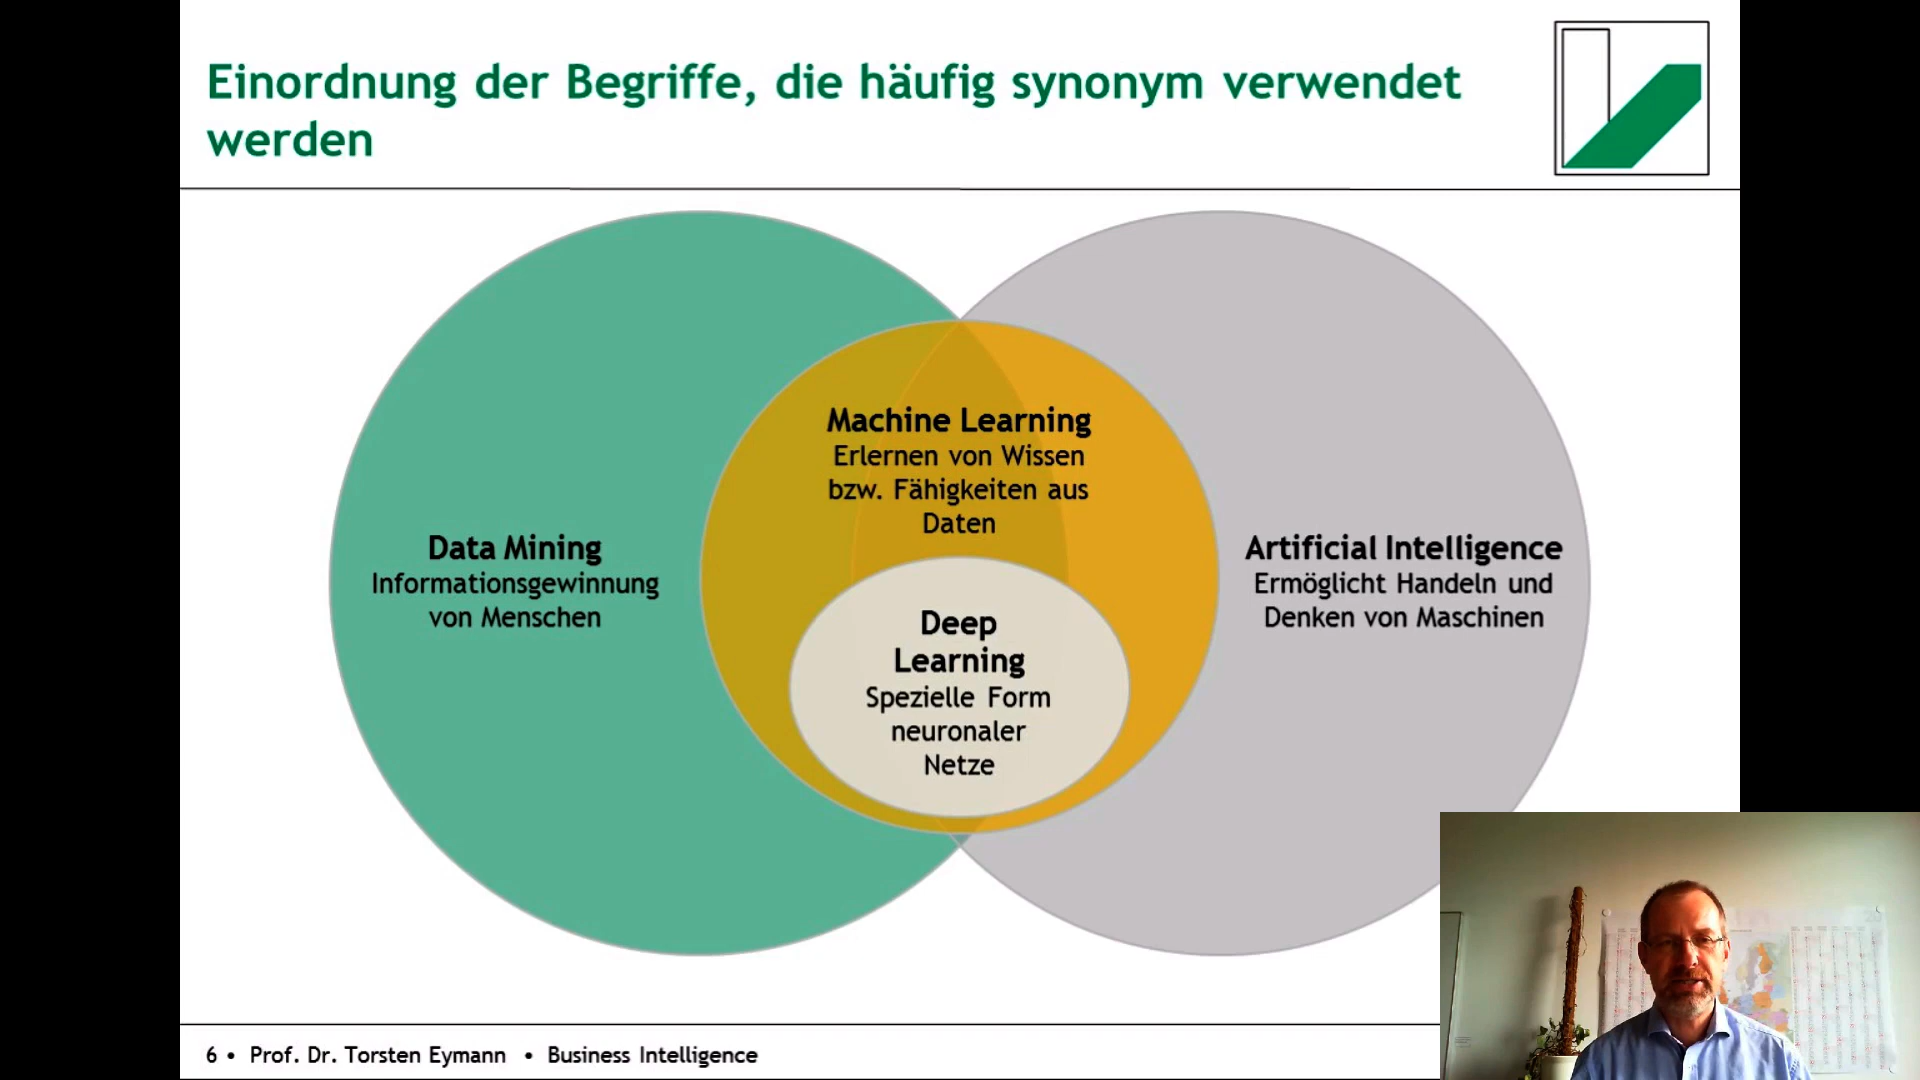 Einordnung der Begriffe, die häufig synonym verwendet
werden
Machine Learning
Erlernen von Wissen
bzw. Fähigkeiten aus
Daten
Data Mining
Informationsgewinnung
von Menschen
Artificial Intelligence
Ermöglicht Handeln und
Denken von Maschinen
Deep
Learning
Spezielle Form
neuronaler
Netze
6 • Prof. Dr. Torsten Eymann • Business Intelligence